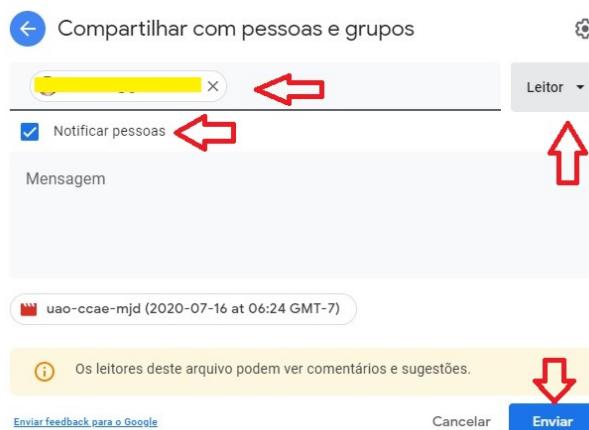 Compartilhar com pessoas e grupos
Leitor
Notificar pessoas
Mensagem
uao-ccae-mjd (2020-07-16 at 06:24 GMT-7)
Os leitores deste arquivo podem ver comentários e sugestões.
Enviar feedback para o Google
Cancelar
Enviar